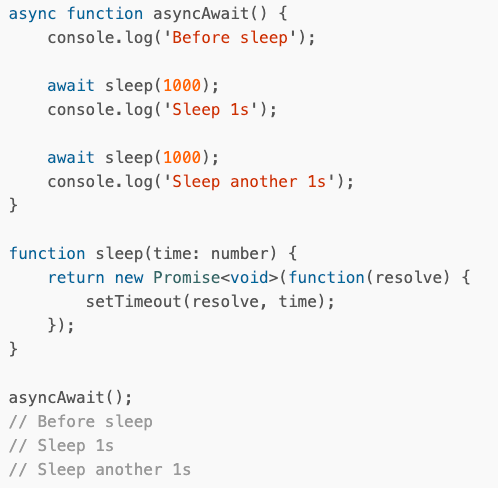 async function asyncAwait() {
    console.log('Before sleep');

    await sleep(1000);
    console.log('Sleep 1s');

    await sleep(1000);
    console.log('Sleep another 1s');
}

function sleep(time: number) {
    return new Promise<void>(function(resolve) {
        setTimeout(resolve, time);
    });
}

asyncAwait();
// Before sleep
// Sleep 1s
// Sleep another 1s